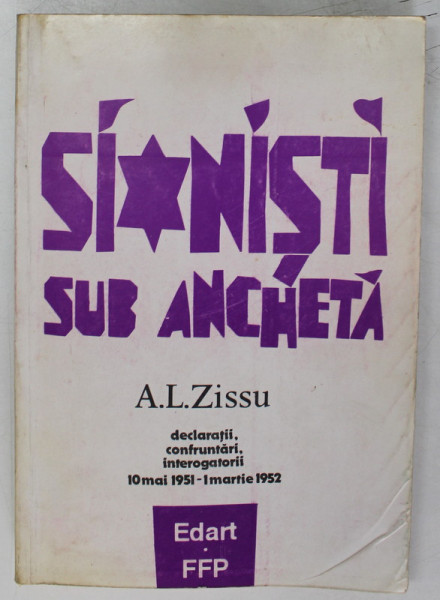 SIONIȘTI
SUB ANCHETĂ
A.L.Zissu
declarații,
confruntări,
interogatorii
10 mai 1951 - 1 martie 1952
Edart
•
FFP